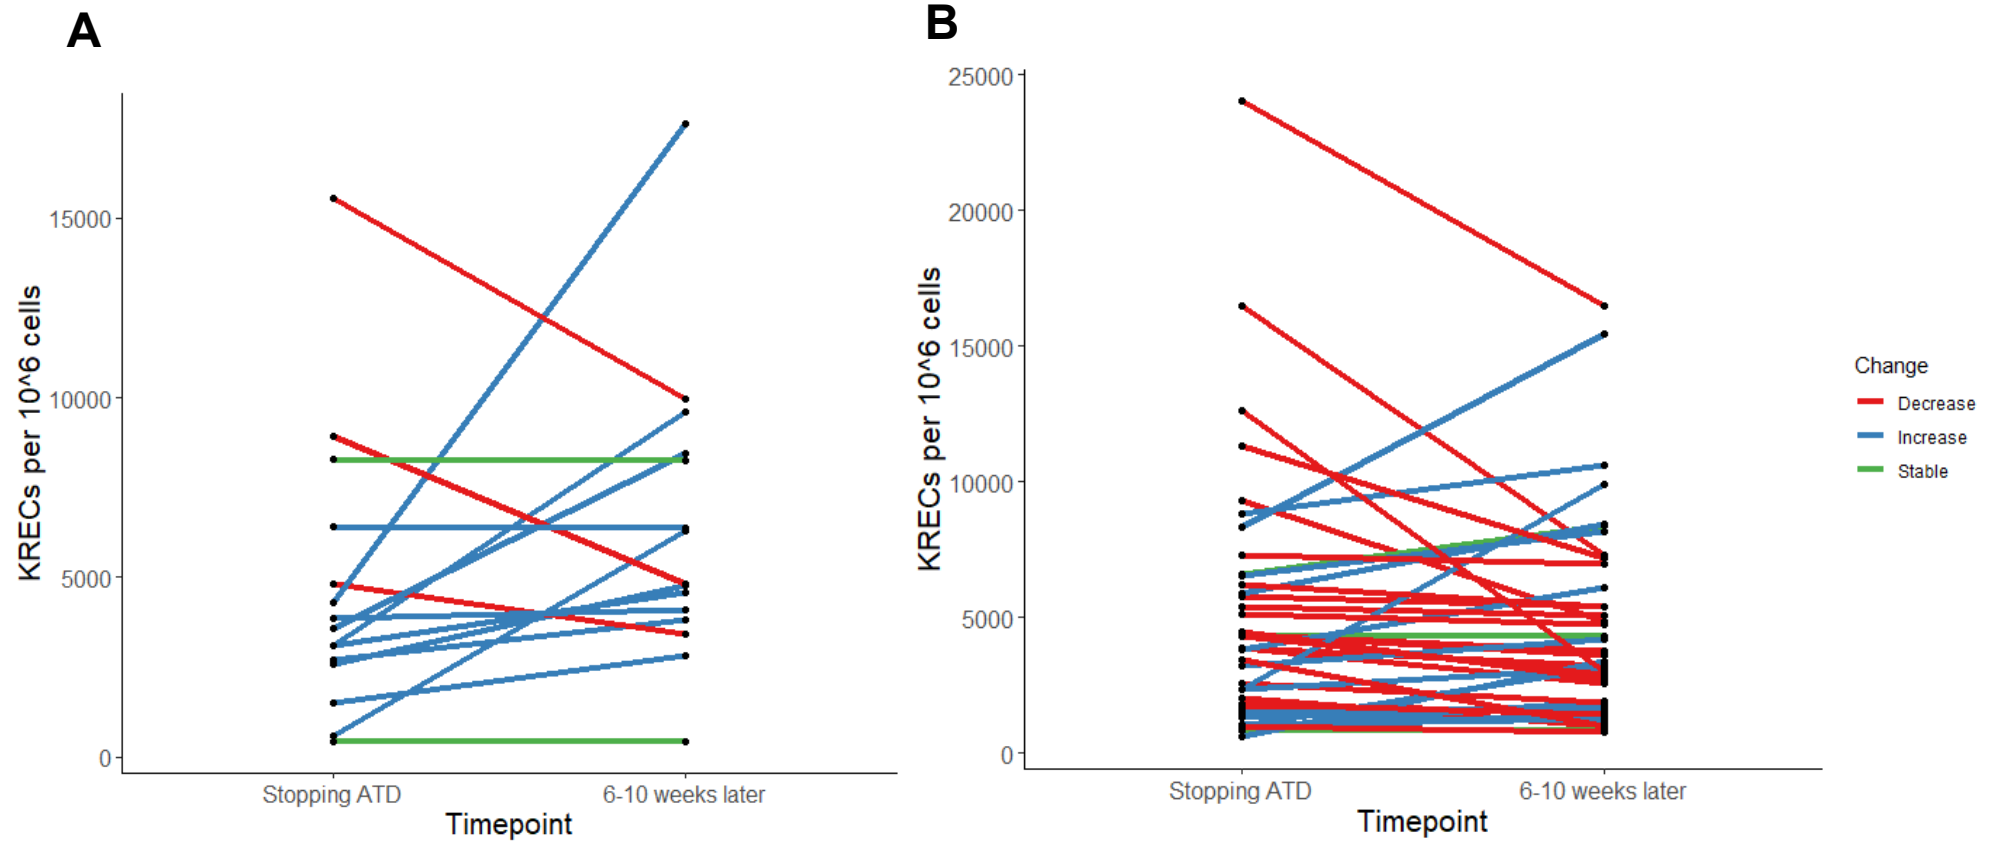 A
KRECs per 10^6 cells
15000
10000
5000
0
Stopping ATD
6-10 weeks later
Timepoint
B
KRECs per 10^6 cells
25000
20000
15000
10000
5000
0
Stopping ATD
6-10 weeks later
Timepoint
Change
Decrease
Increase
Stable